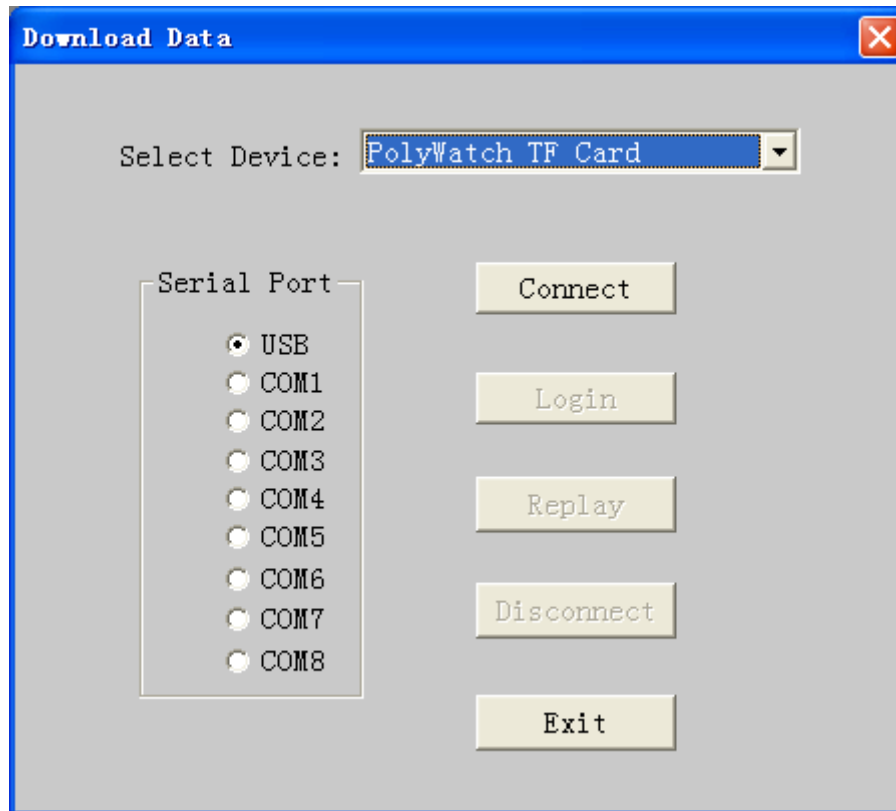 Download Data
Select Device: PolyWatch TF Card
Serial Port
USB
COM1
COM2
COM3
COM4
COM5
COM6
COM7
COM8
Connect
Login
Replay
Disconnect
Exit